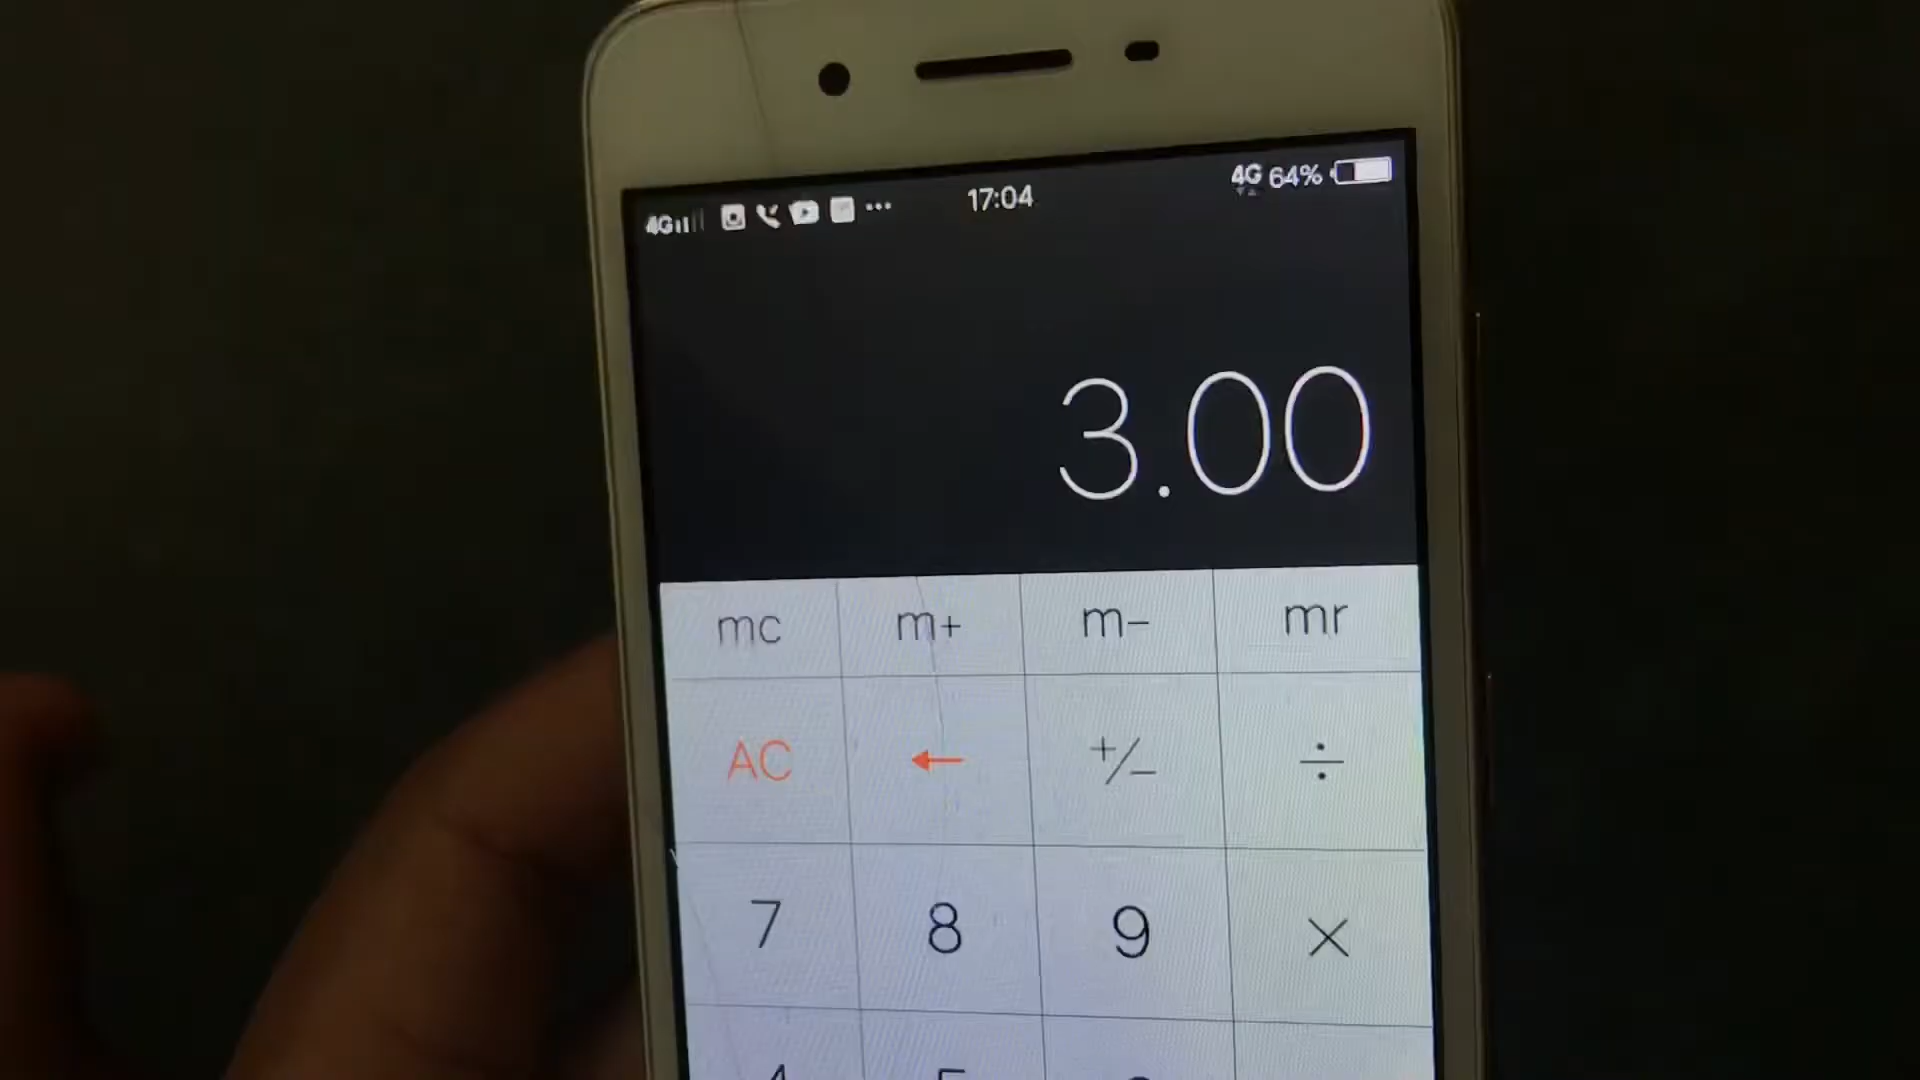 4G 17:04 4G 64%
3.00
mc m+ m- mr
AC ← +/- ÷
7 8 9 ×